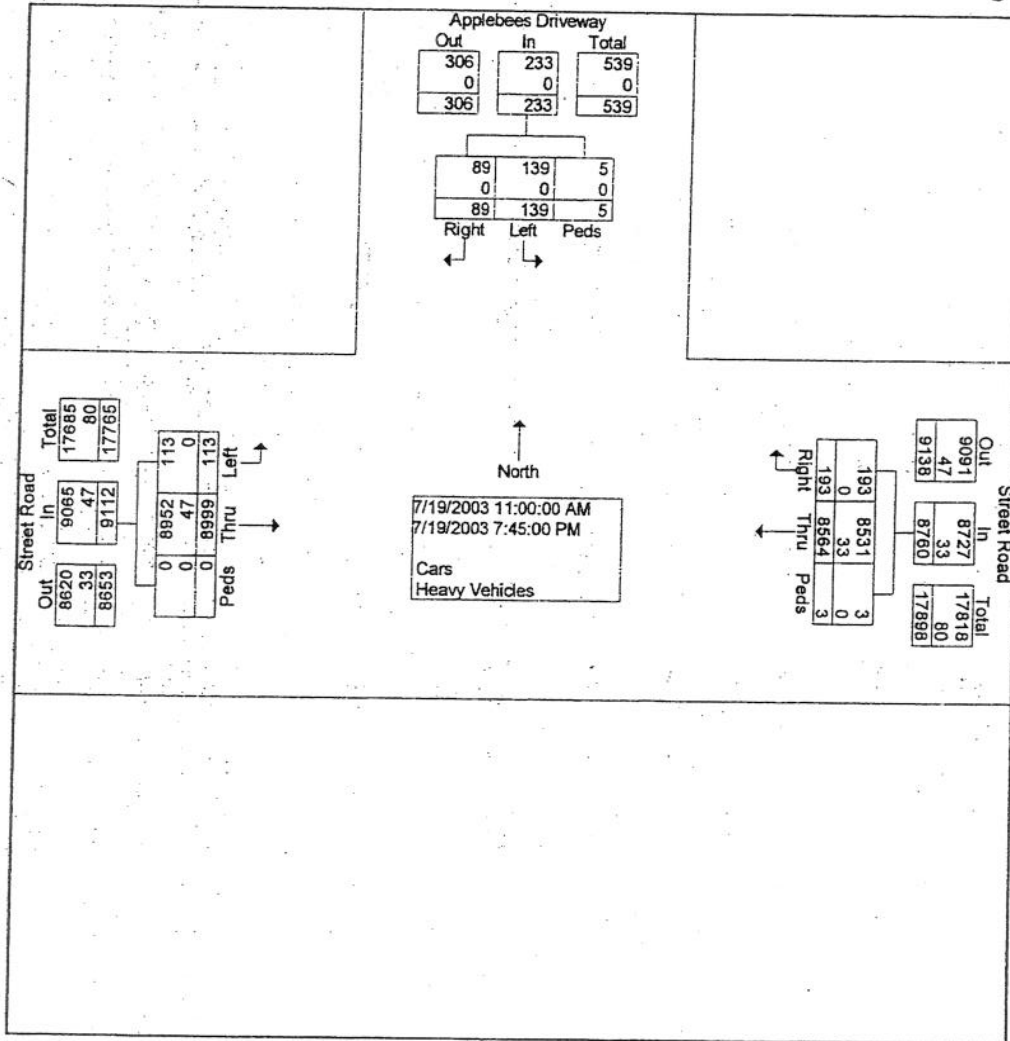 Applebees Driveway
Out In Total
306 233 539
0 0 0
306 233 539
89 139 5
0 0 0
89 139 5
Right Left Peds
Street Road
Total In Out
17685 9065 8620
80 47 33
17765 9112 8653
113 8952 0
0 47 0
113 8999 0
Left Thru Peds
North
7/19/2003 11:00:00 AM
7/19/2003 7:45:00 PM
Cars
Heavy Vehicles
Street Road
Out In Total
9091 8727 17818
47 33 80
9138 8760 17898
193 8531 3
0 33 0
193 8564 3
Right Thru Peds